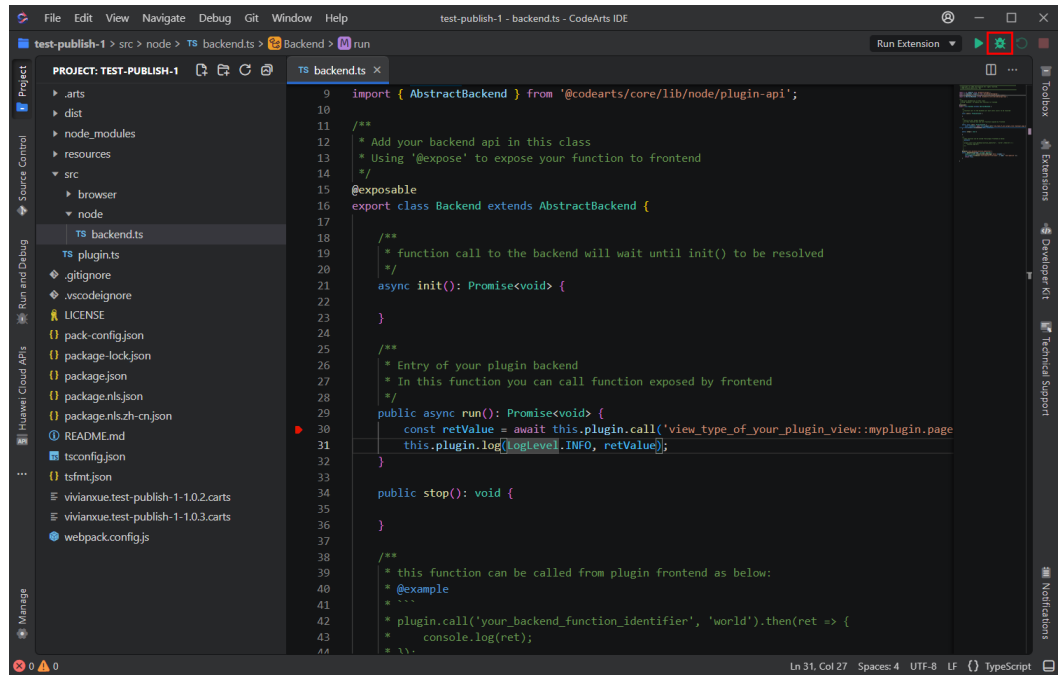 File Edit View Navigate Debug Git Window Help test-publish-1 - backend.ts - CodeArts IDE
test-publish-1 > src > node > TS backend.ts > Backend > M run Run Extension
Project
Source Control
Run and Debug
Huawei Cloud APIs
API
Manage
PROJECT: TEST-PUBLISH-1
.arts
dist
node_modules
resources
src
browser
node
TS backend.ts
TS plugin.ts
.gitignore
.vscodeignore
LICENSE
{} pack-config.json
{} package-lock.json
{} package.json
{} package.nls.json
{} package.nls.zh-cn.json
README.md
tsconfig.json
{} tsfmt.json
vivianxue.test-publish-1-1.0.2.carts
vivianxue.test-publish-1-1.0.3.carts
webpack.config.js
TS backend.ts ×
9 import { AbstractBackend } from '@codearts/core/lib/node/plugin-api';
10
11 /**
12 * Add your backend api in this class
13 * Using '@expose' to expose your function to frontend
14 */
15 @exposable
16 export class Backend extends AbstractBackend {
17
18 /**
19 * function call to the backend will wait until init() to be resolved
20 */
21 async init(): Promise<void> {
22
23 }
24
25 /**
26 * Entry of your plugin backend
27 * In this function you can call function exposed by frontend
28 */
29 public async run(): Promise<void> {
30 const retValue = await this.plugin.call('view_type_of_your_plugin_view::myplugin.page
31 this.plugin.log(LogLevel.INFO, retValue);
32 }
33
34 public stop(): void {
35
36 }
37
38 /**
39 * this function can be called from plugin frontend as below:
40 * @example
41 * ```
42 * plugin.call('your_backend_function_identifier', 'world').then(ret => {
43 * console.log(ret);
44 * });
Toolbox
Extensions
Developer Kit
Technical Support
Notifications
0 0 Ln 31, Col 27 Spaces: 4 UTF-8 LF {} TypeScript